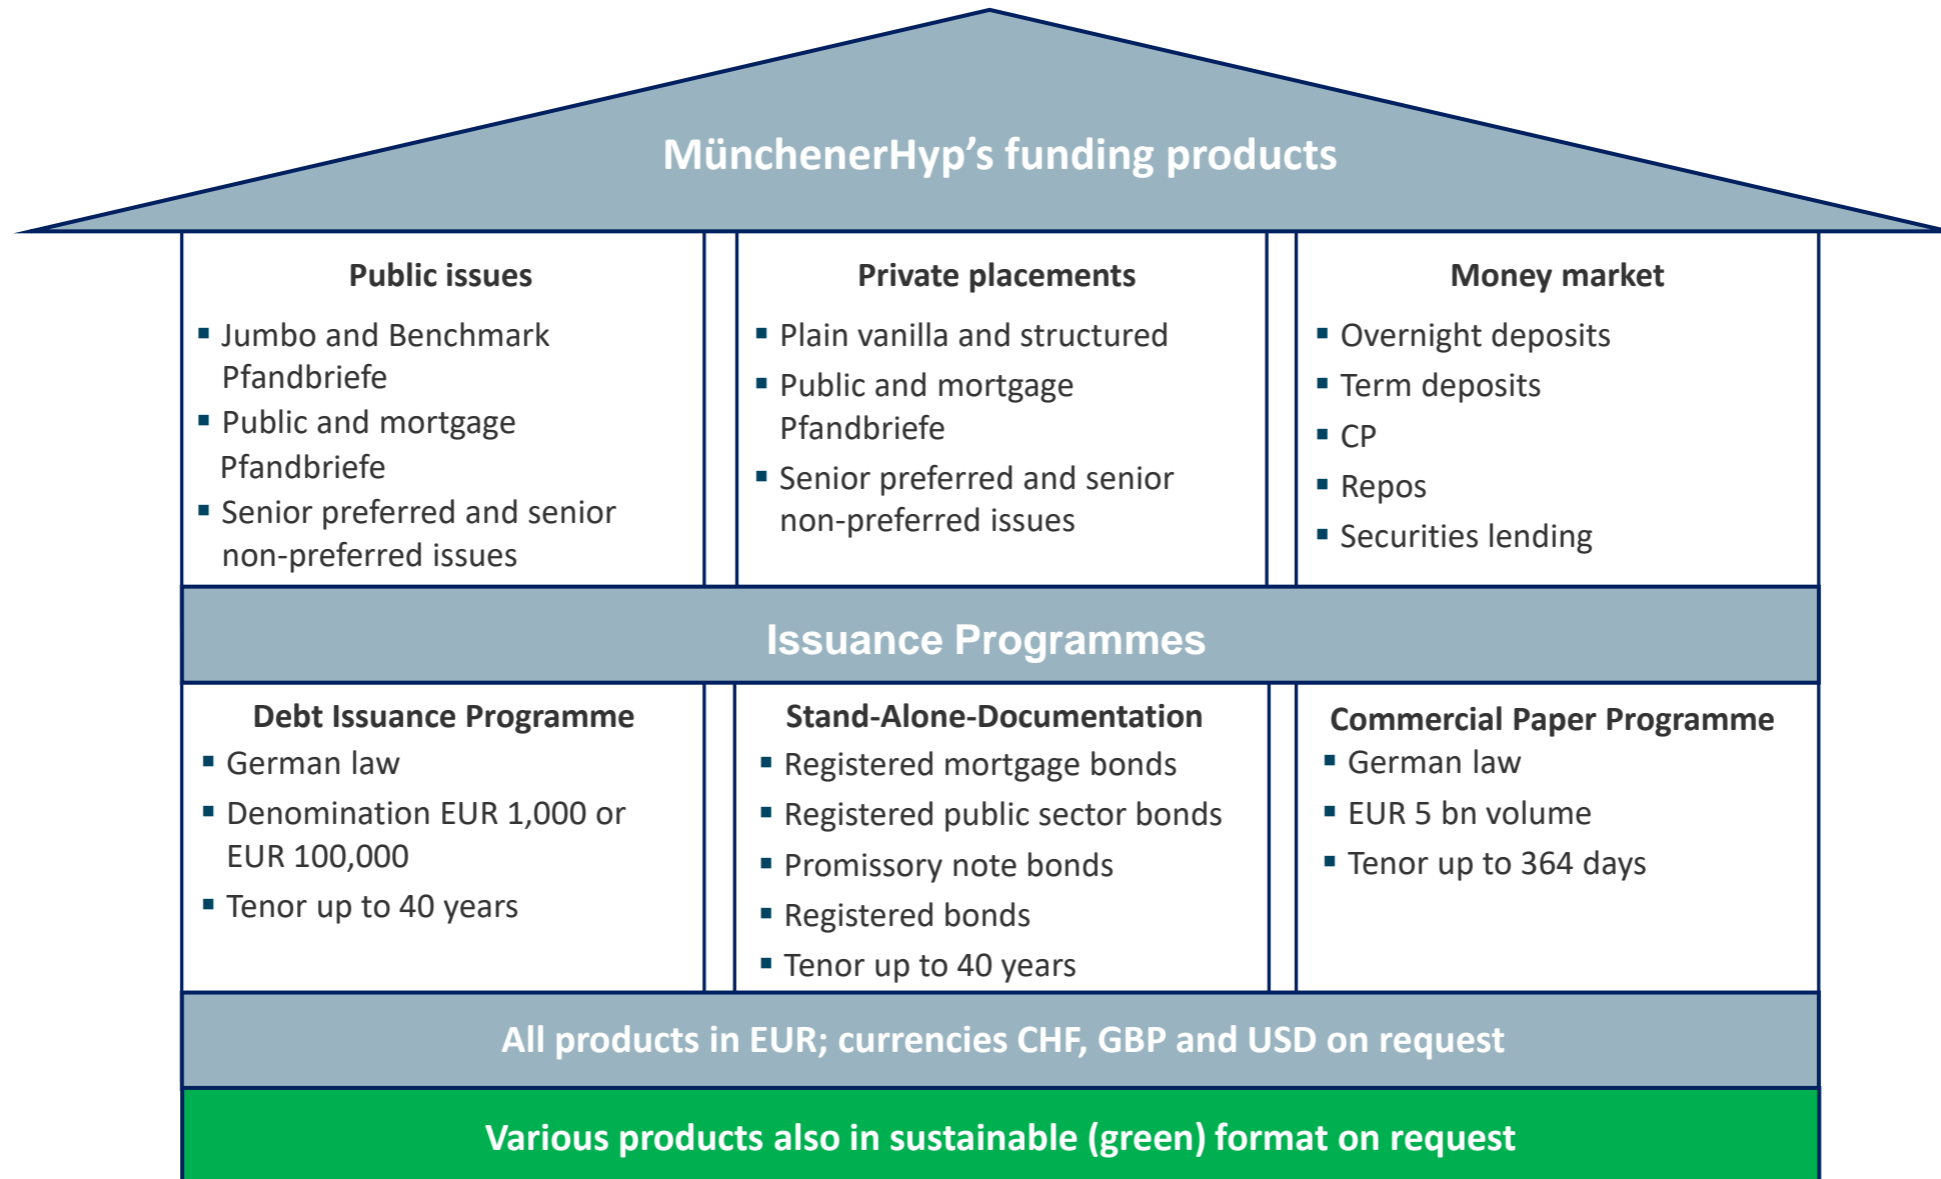 MünchenerHyp’s funding products
Public issues
▪ Jumbo and Benchmark
Pfandbriefe
▪ Public and mortgage
Pfandbriefe
▪ Senior preferred and senior
non-preferred issues
Private placements
▪ Plain vanilla and structured
▪ Public and mortgage
Pfandbriefe
▪ Senior preferred and senior
non-preferred issues
Money market
▪ Overnight deposits
▪ Term deposits
▪ CP
▪ Repos
▪ Securities lending
Issuance Programmes
Debt Issuance Programme
▪ German law
▪ Denomination EUR 1,000 or
EUR 100,000
▪ Tenor up to 40 years
Stand-Alone-Documentation
▪ Registered mortgage bonds
▪ Registered public sector bonds
▪ Promissory note bonds
▪ Registered bonds
▪ Tenor up to 40 years
Commercial Paper Programme
▪ German law
▪ EUR 5 bn volume
▪ Tenor up to 364 days
All products in EUR; currencies CHF, GBP and USD on request
Various products also in sustainable (green) format on request